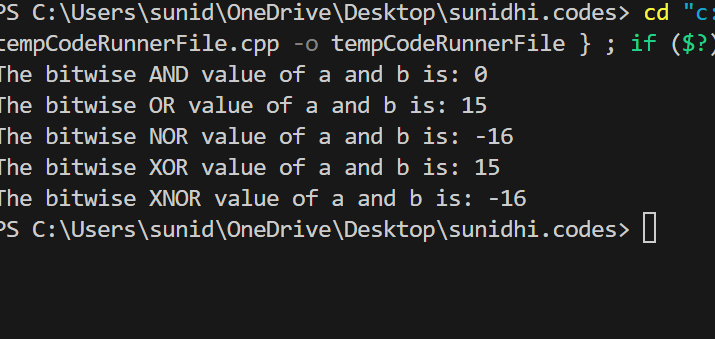 PS C:\Users\sunid\OneDrive\Desktop\sunidhi.codes> cd "c:
tempCodeRunnerFile.cpp -o tempCodeRunnerFile } ; if ($?)
The bitwise AND value of a and b is: 0
The bitwise OR value of a and b is: 15
The bitwise NOR value of a and b is: -16
The bitwise XOR value of a and b is: 15
The bitwise XNOR value of a and b is: -16
PS C:\Users\sunid\OneDrive\Desktop\sunidhi.codes>